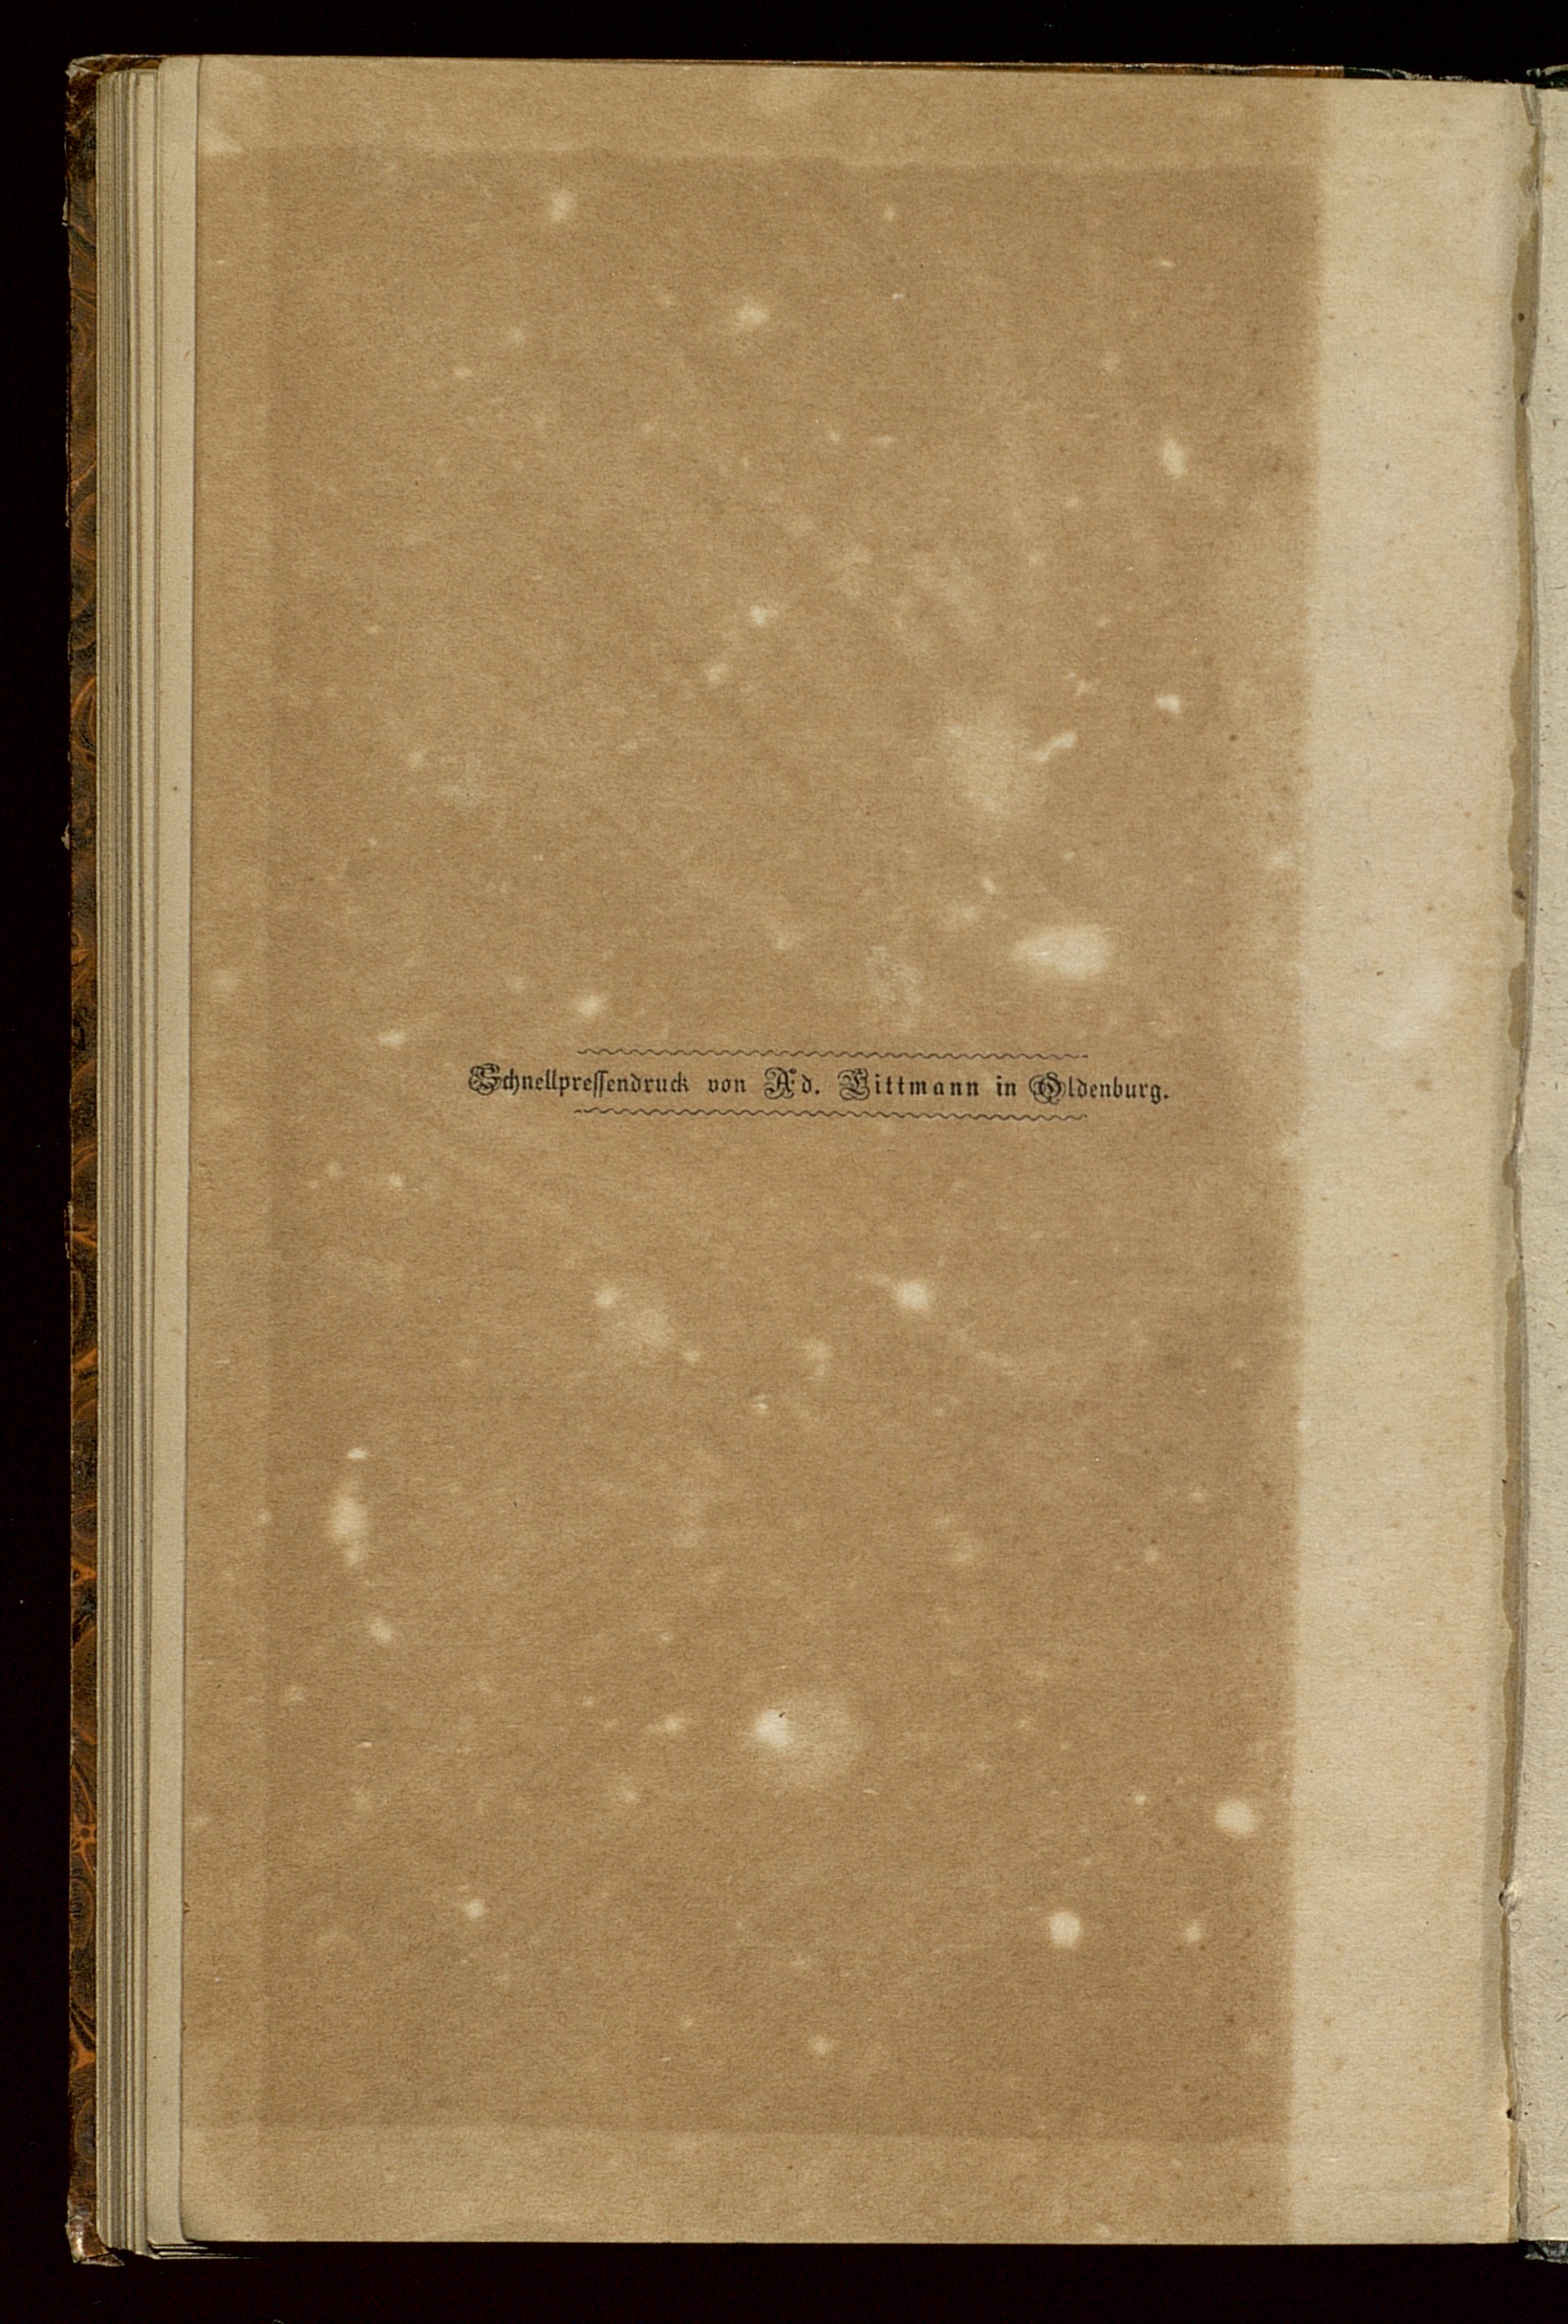 Schnellpressendruck von Ad. Littmann in Oldenburg.